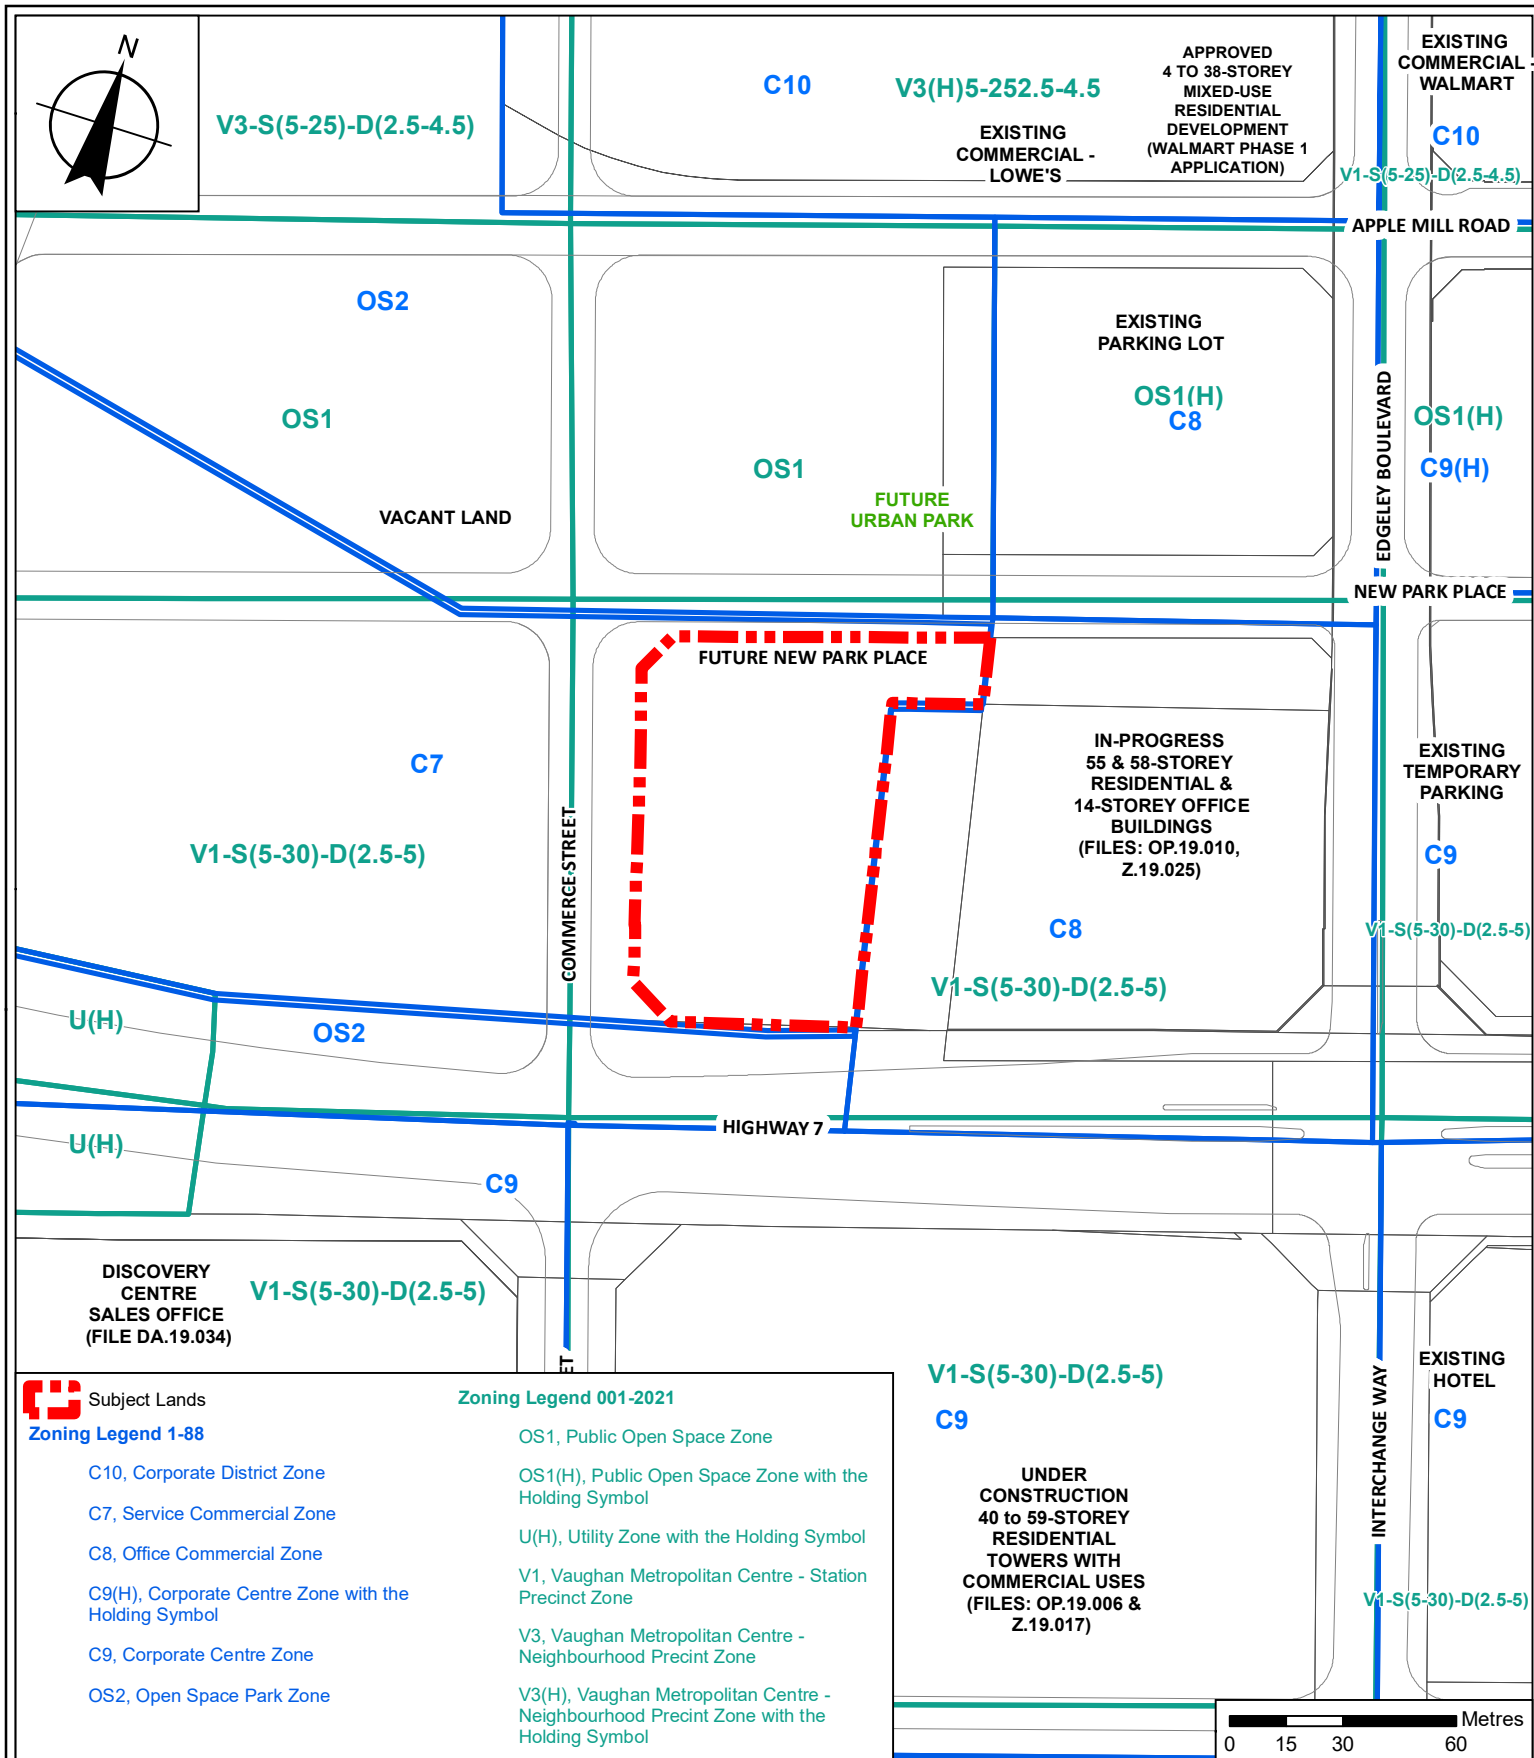 N
V3-S(5-25)-D(2.5-4.5)
C10
V3(H)5-252.5-4.5
EXISTING
COMMERCIAL -
LOWE'S
APPROVED
4 TO 38-STOREY
MIXED-USE
RESIDENTIAL
DEVELOPMENT
(WALMART PHASE 1
APPLICATION)
EXISTING
COMMERCIAL -
WALMART
C10
V1-S(5-25)-D(2.5-4.5)
APPLE MILL ROAD
OS2
OS1
VACANT LAND
OS1
FUTURE
URBAN PARK
EXISTING
PARKING LOT
OS1(H)
C8
EDGELEY BOULEVARD
OS1(H)
C9(H)
NEW PARK PLACE
FUTURE NEW PARK PLACE
C7
V1-S(5-30)-D(2.5-5)
COMMERCE STREET
IN-PROGRESS
55 & 58-STOREY
RESIDENTIAL &
14-STOREY OFFICE
BUILDINGS
(FILES: OP.19.010,
Z.19.025)
C8
V1-S(5-30)-D(2.5-5)
EXISTING
TEMPORARY
PARKING
C9
V1-S(5-30)-D(2.5-5)
U(H)
OS2
U(H)
HIGHWAY 7
C9
DISCOVERY
CENTRE
SALES OFFICE
(FILE DA.19.034)
V1-S(5-30)-D(2.5-5)
ET
V1-S(5-30)-D(2.5-5)
C9
UNDER
CONSTRUCTION
40 to 59-STOREY
RESIDENTIAL
TOWERS WITH
COMMERCIAL USES
(FILES: OP.19.006 &
Z.19.017)
INTERCHANGE WAY
EXISTING
HOTEL
C9
V1-S(5-30)-D(2.5-5)
Subject Lands
Zoning Legend 1-88
C10, Corporate District Zone
C7, Service Commercial Zone
C8, Office Commercial Zone
C9(H), Corporate Centre Zone with the
Holding Symbol
C9, Corporate Centre Zone
OS2, Open Space Park Zone
Zoning Legend 001-2021
OS1, Public Open Space Zone
OS1(H), Public Open Space Zone with the
Holding Symbol
U(H), Utility Zone with the Holding Symbol
V1, Vaughan Metropolitan Centre - Station
Precinct Zone
V3, Vaughan Metropolitan Centre -
Neighbourhood Precint Zone
V3(H), Vaughan Metropolitan Centre -
Neighbourhood Precint Zone with the
Holding Symbol
Metres
0 15 30 60